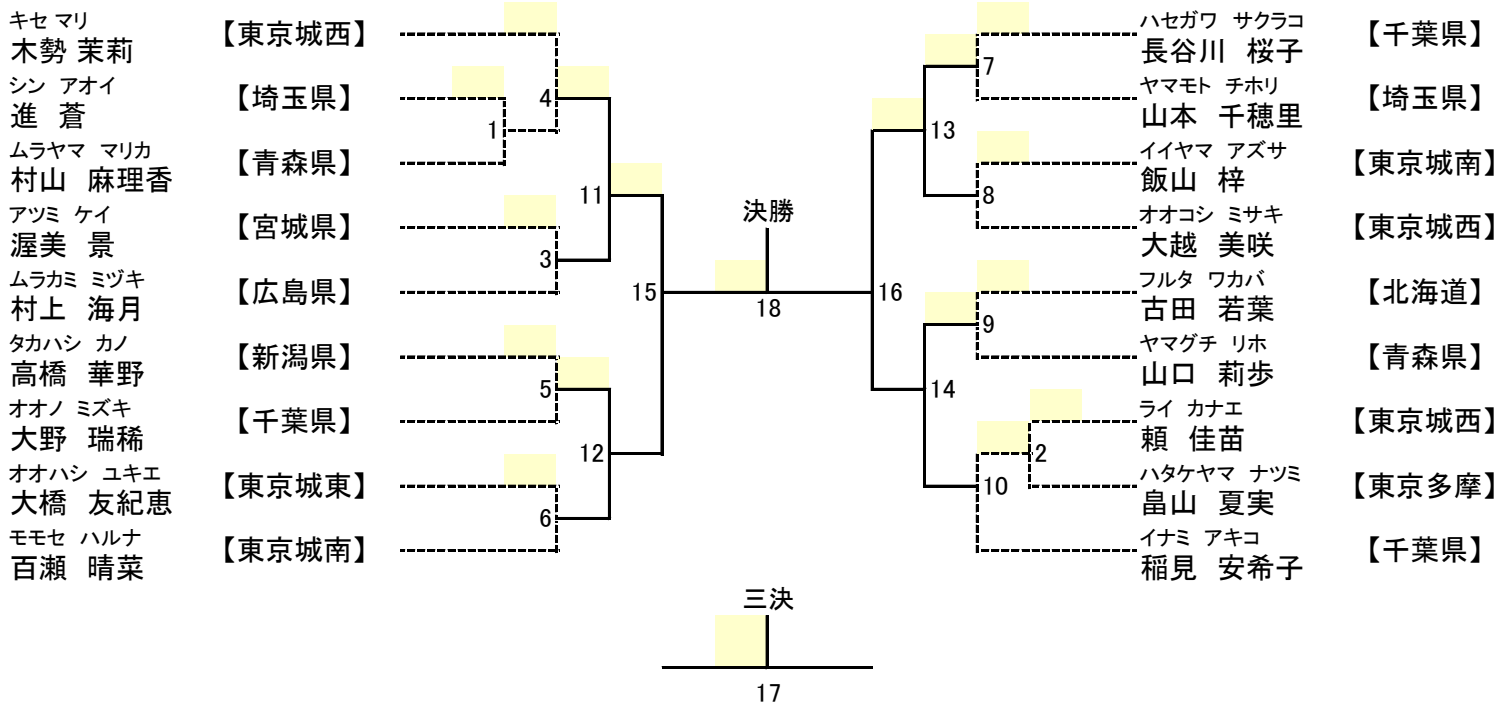 キセ マリ
木勢 茉莉 【東京城西】
シン アオイ
進 蒼 【埼玉県】
ムラヤマ マリカ
村山 麻理香 【青森県】
アツミ ケイ
渥美 景 【宮城県】
ムラカミ ミヅキ
村上 海月 【広島県】
タカハシ カノ
高橋 華野 【新潟県】
オオノ ミズキ
大野 瑞稀 【千葉県】
オオハシ ユキエ
大橋 友紀恵 【東京城東】
モモセ ハルナ
百瀬 晴菜 【東京城南】
1
4
3
11
5
12
6
15
決勝
18
三決
17
16
13
7
8
14
9
2
10
ハセガワ サクラコ
長谷川 桜子 【千葉県】
ヤマモト チホリ
山本 千穂里 【埼玉県】
イイヤマ アズサ
飯山 梓 【東京城南】
オオコシ ミサキ
大越 美咲 【東京城西】
フルタ ワカバ
古田 若葉 【北海道】
ヤマグチ リホ
山口 莉歩 【青森県】
ライ カナエ
頼 佳苗 【東京城西】
ハタケヤマ ナツミ
畠山 夏実 【東京多摩】
イナミ アキコ
稲見 安希子 【千葉県】